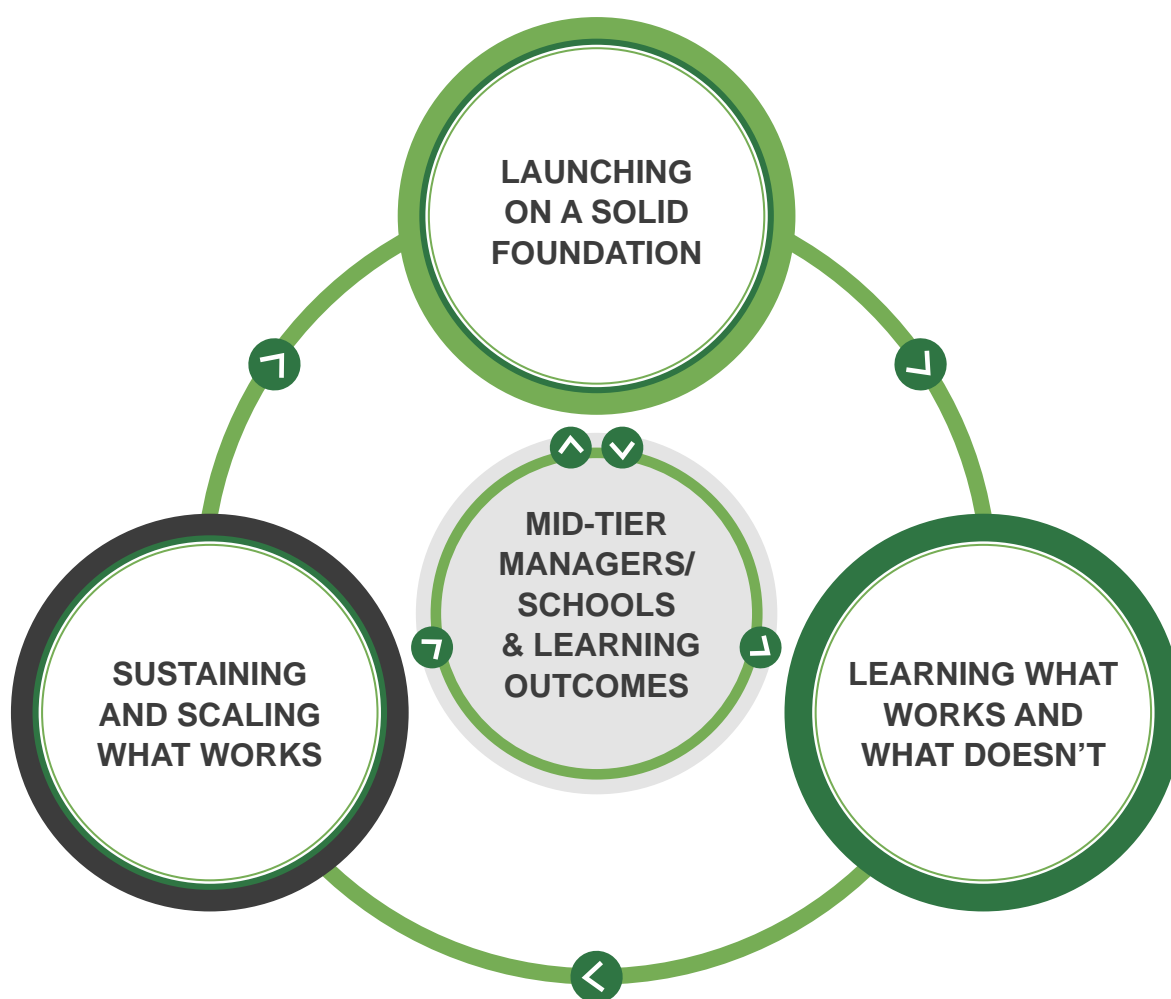 LAUNCHING
ON A SOLID
FOUNDATION
MID-TIER
MANAGERS/
SCHOOLS
& LEARNING
OUTCOMES
SUSTAINING
AND SCALING
WHAT WORKS
LEARNING WHAT
WORKS AND
WHAT DOESN’T